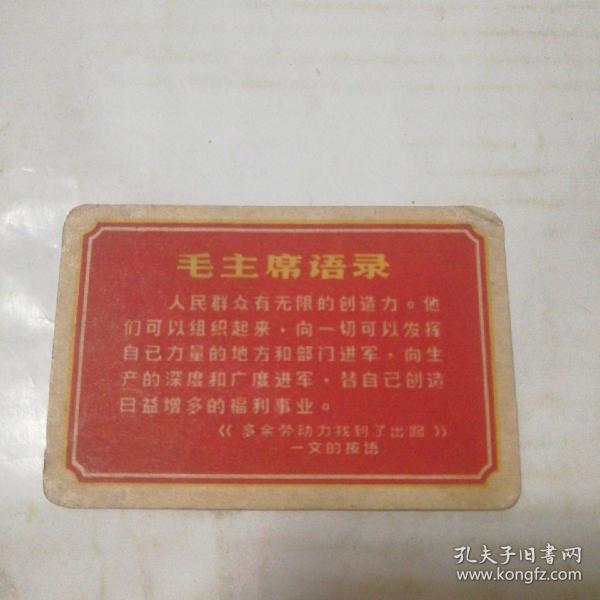 毛主席语录
人民群众有无限的创造力。他
们可以组织起来，向一切可以发挥
自己力量的地方和部门进军，向生
产的深度和广度进军，替自己创造
日益增多的福利事业。
《多余劳动力找到了出路》
一文的按语
孔夫子旧书网
www.kongfz.com